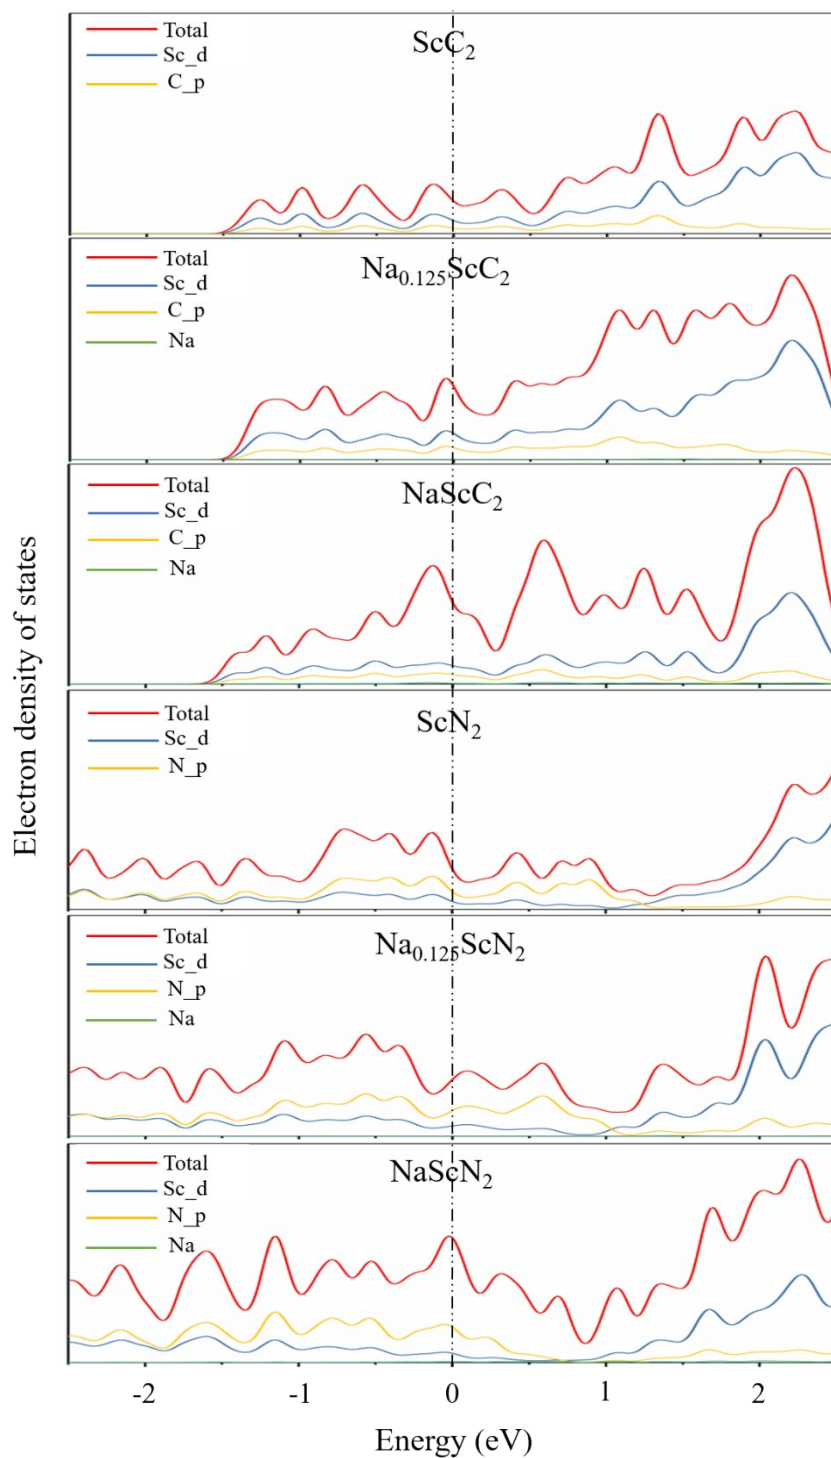 ScC₂
Total
Sc_d
C_p
Na₀.₁₂₅ScC₂
Total
Sc_d
C_p
Na
NaScC₂
Total
Sc_d
C_p
Na
ScN₂
Total
Sc_d
N_p
Na₀.₁₂₅ScN₂
Total
Sc_d
N_p
Na
NaScN₂
Total
Sc_d
N_p
Na
Electron density of states
-2 -1 0 1 2
Energy (eV)